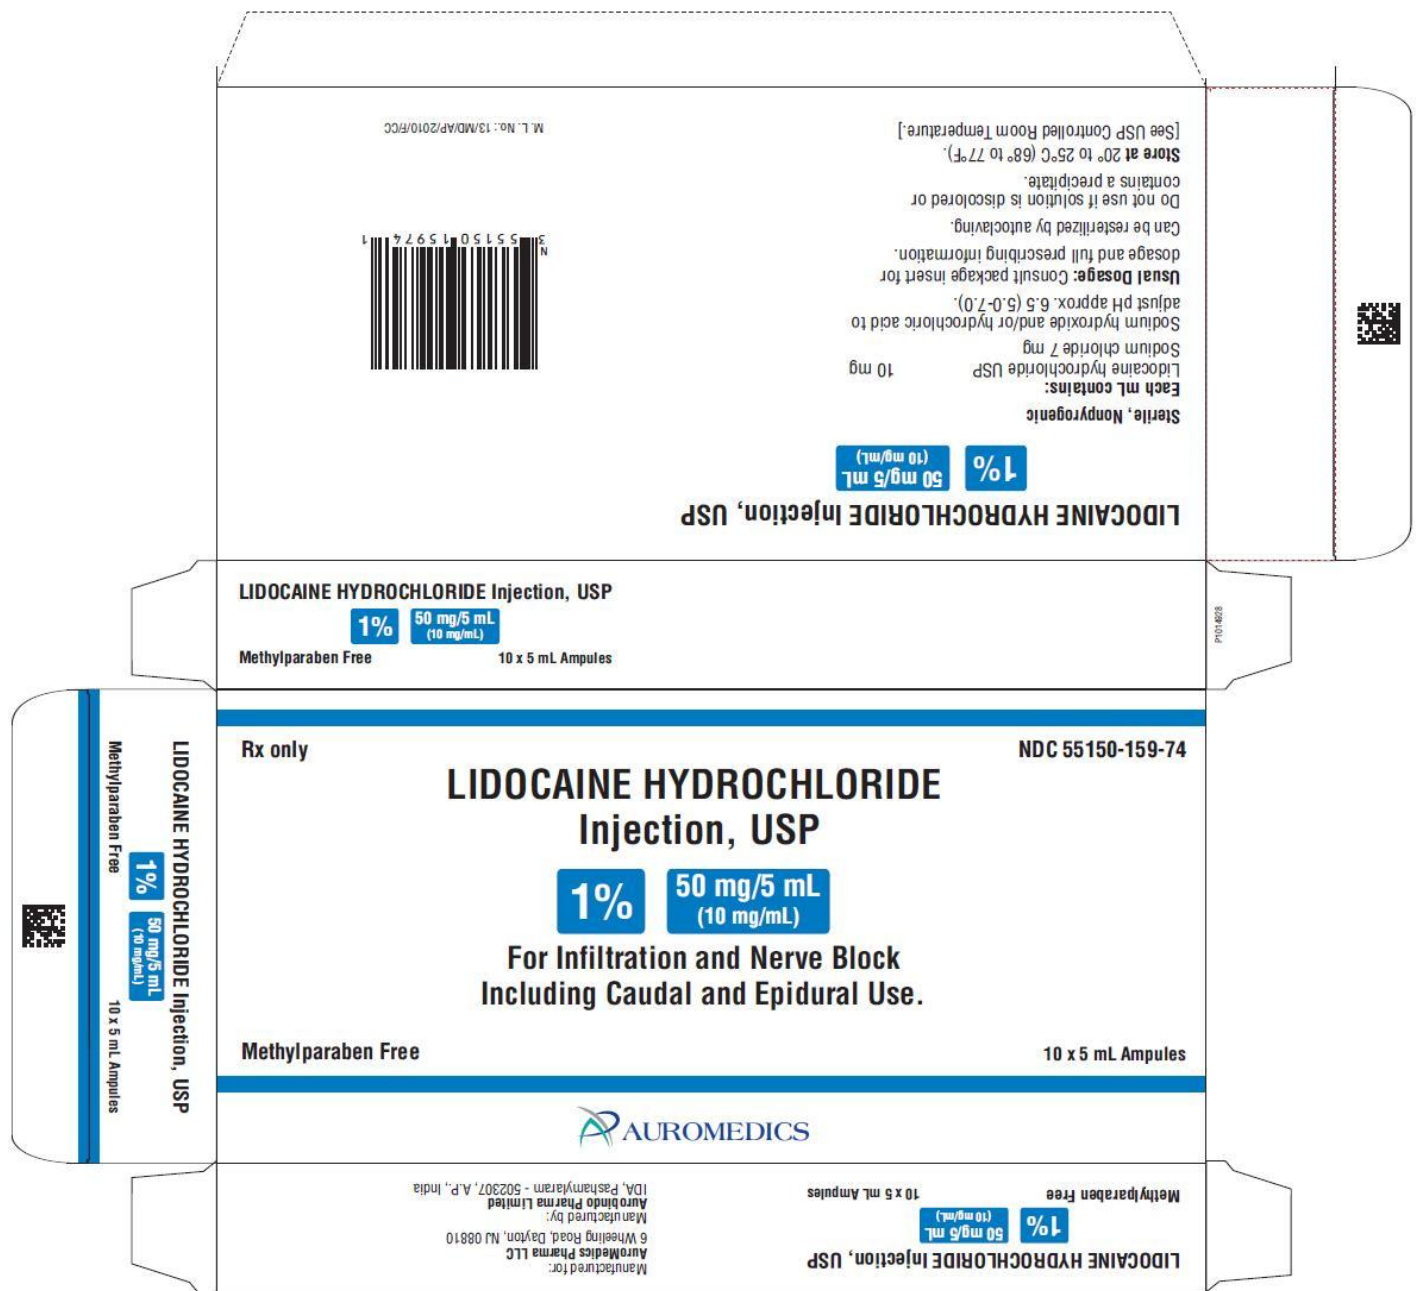 M. L. No.: 13/MD/AP/2010/F/CC
N
3 55150 15974 1
LIDOCAINE HYDROCHLORIDE Injection, USP
1% 50 mg/5 mL
(10 mg/mL)
Sterile, Nonpyrogenic
Each mL contains:
Lidocaine hydrochloride USP 10 mg
Sodium chloride 7 mg
Sodium hydroxide and/or hydrochloric acid to
adjust pH approx. 6.5 (5.0-7.0).
Usual Dosage: Consult package insert for
dosage and full prescribing information.
Can be resterilized by autoclaving.
Do not use if solution is discolored or
contains a precipitate.
Store at 20° to 25°C (68° to 77°F).
[See USP Controlled Room Temperature.]
LIDOCAINE HYDROCHLORIDE Injection, USP
1% 50 mg/5 mL
(10 mg/mL)
Methylparaben Free 10 x 5 mL Ampules
P1014928
LIDOCAINE HYDROCHLORIDE Injection, USP
1% 50 mg/5 mL
(10 mg/mL)
Methylparaben Free 10 x 5 mL Ampules
Rx only NDC 55150-159-74
LIDOCAINE HYDROCHLORIDE
Injection, USP
1% 50 mg/5 mL
(10 mg/mL)
For Infiltration and Nerve Block
Including Caudal and Epidural Use.
Methylparaben Free 10 x 5 mL Ampules
AUROMEDICS
LIDOCAINE HYDROCHLORIDE Injection, USP
1% 50 mg/5 mL
(10 mg/mL)
Methylparaben Free 10 x 5 mL Ampules
Manufactured for:
AuroMedics Pharma LLC
6 Wheeling Road, Dayton, NJ 08810
Manufactured by:
Aurobindo Pharma Limited
IDA, Pashamylaram - 502307, A.P., India